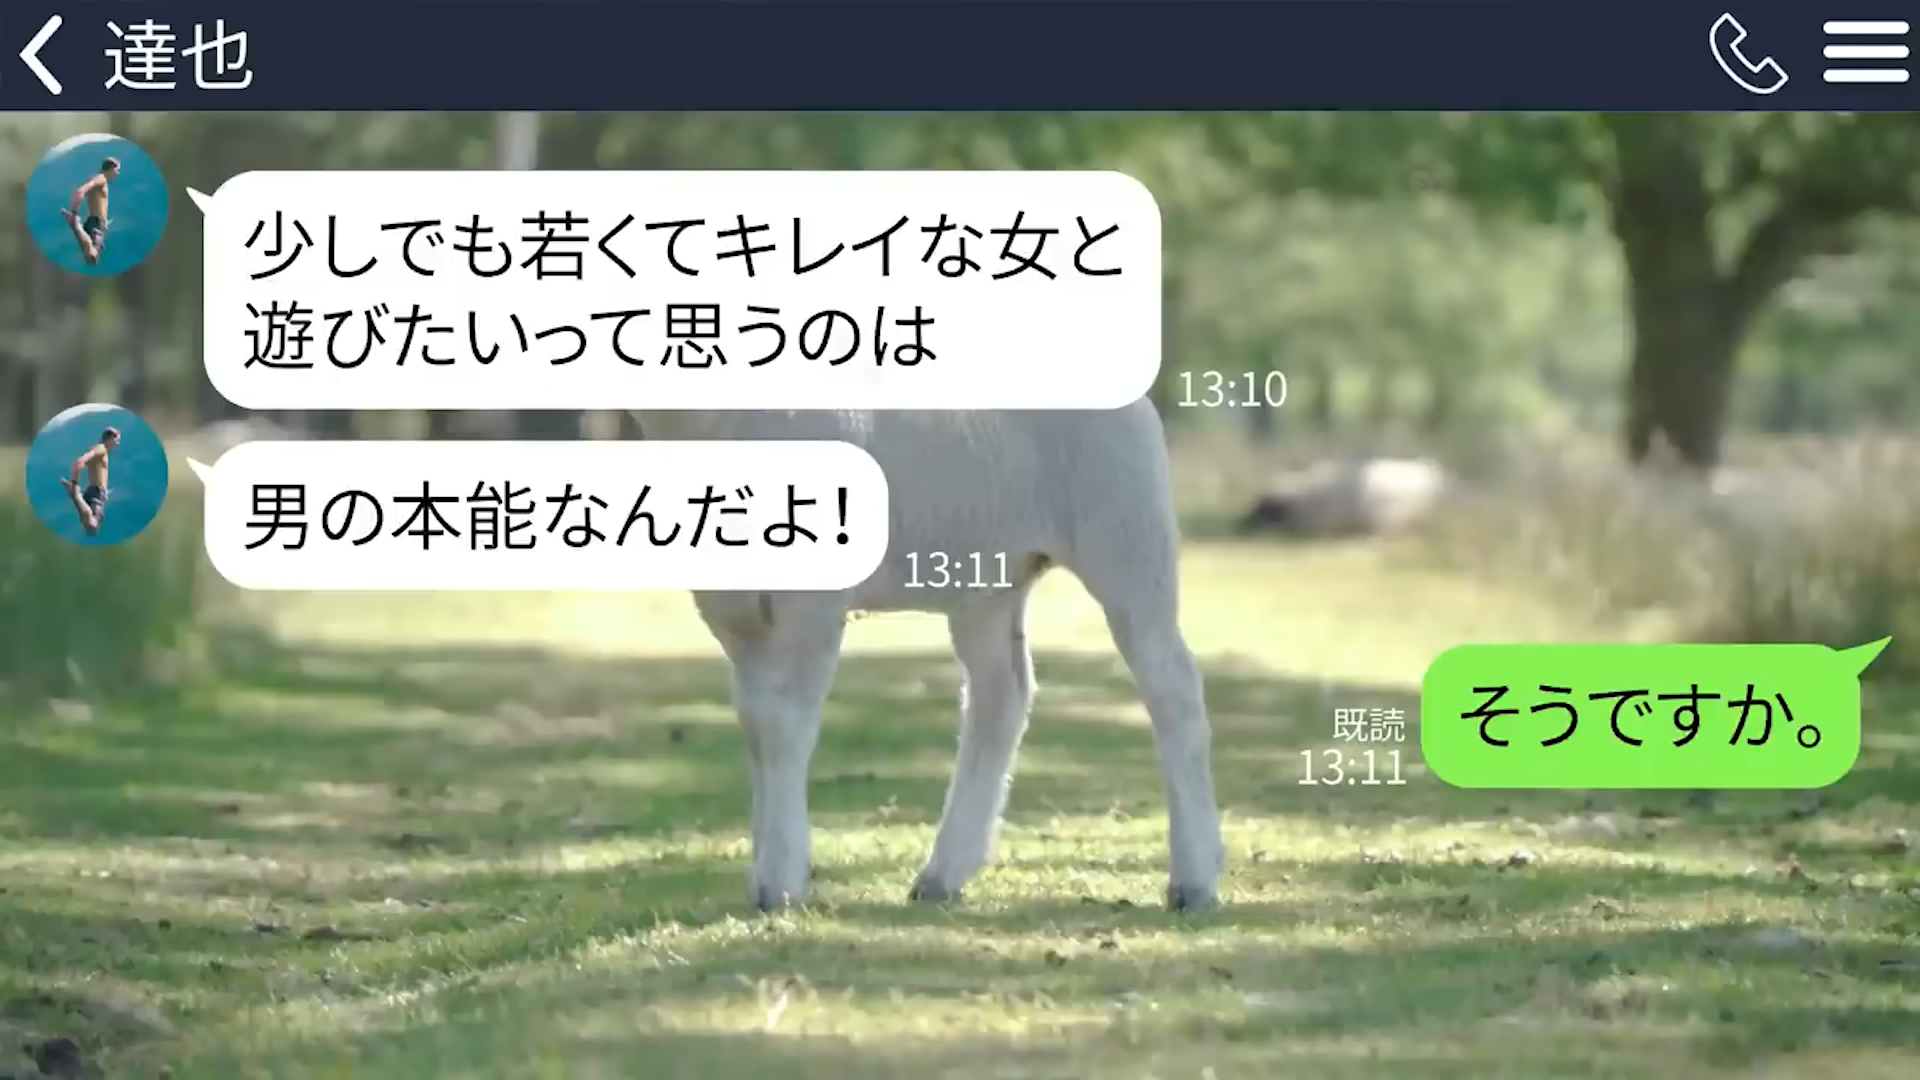 達也
少しでも若くてキレイな女と
遊びたいって思うのは
13:10
男の本能なんだよ!
13:11
そうですか。
既読
13:11